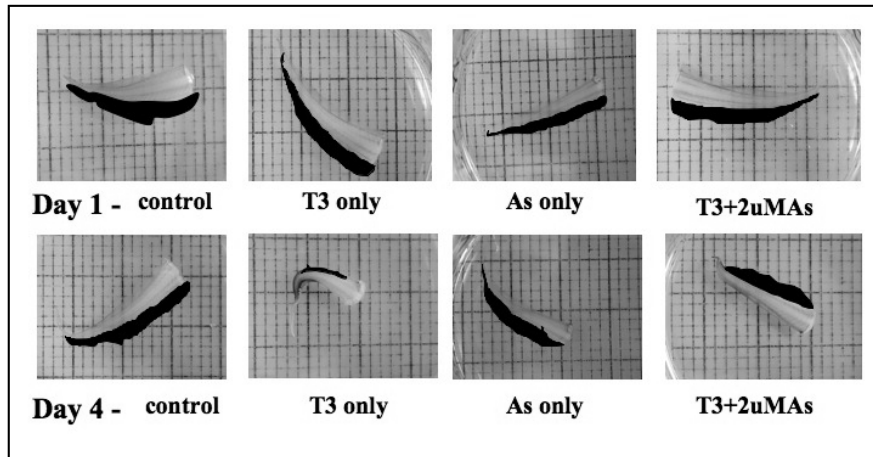 Day 1 - control T3 only As only T3+2uMAs
Day 4 - control T3 only As only T3+2uMAs